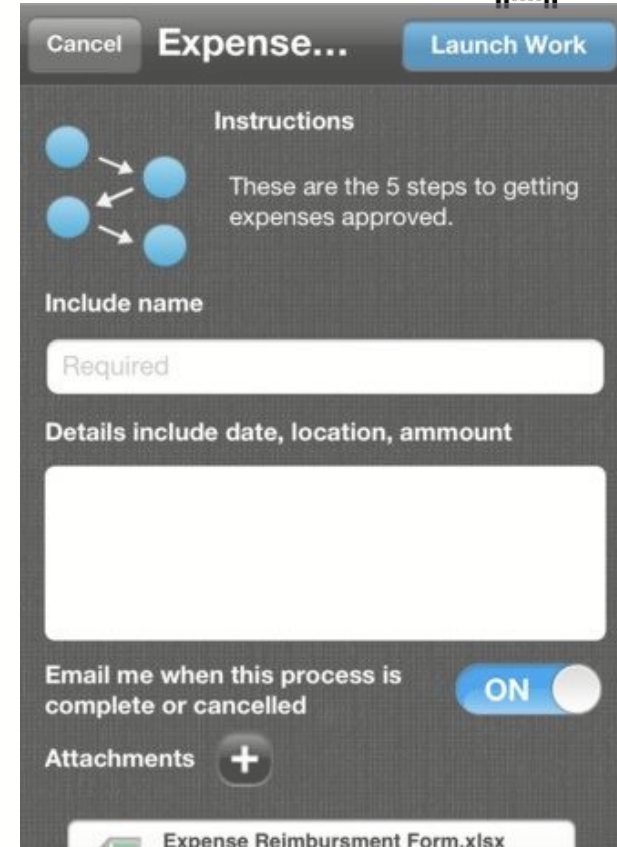 Cancel Expense... Launch Work
Instructions
These are the 5 steps to getting
expenses approved.
Include name
Required
Details include date, location, ammount
Email me when this process is
complete or cancelled
ON
Attachments +
Expense Reimbursment Form.xlsx